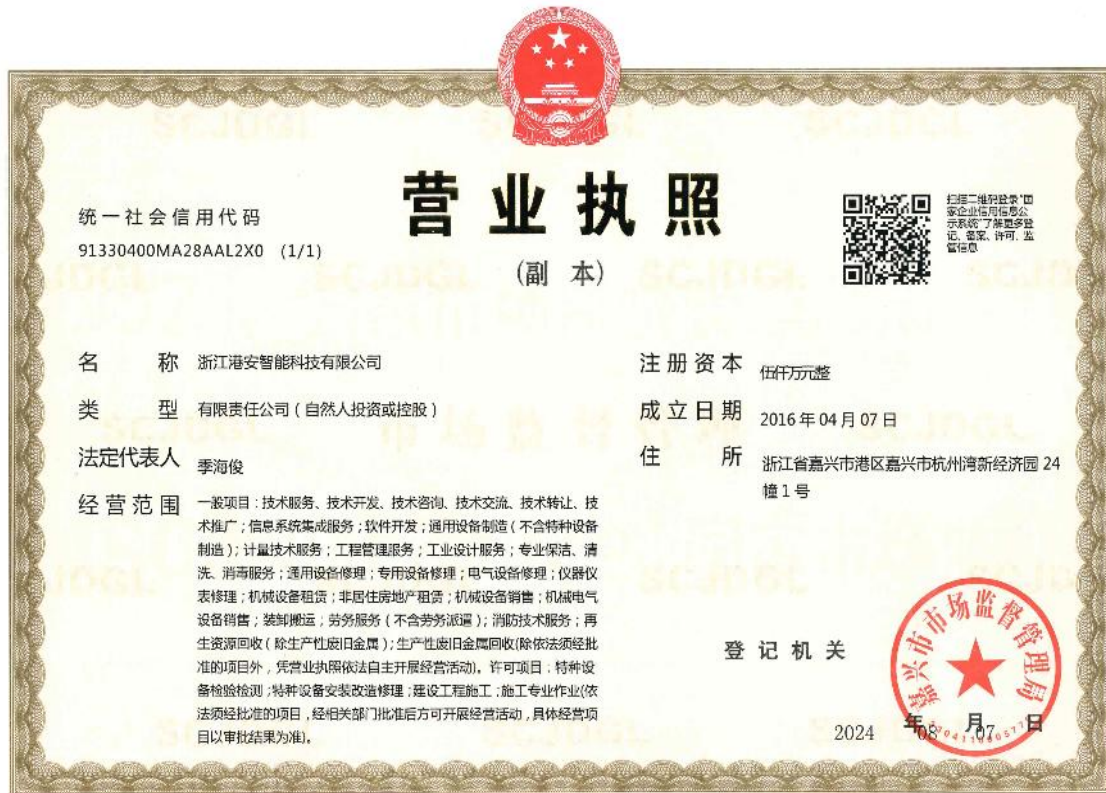 营业执照
(副 本)
统一社会信用代码
91330400MA28AAL2X0 (1/1)
扫描二维码登录“国
家企业信用信息公
示系统”了解更多登
记、备案、许可、监
管信息
名 称 浙江港安智能科技有限公司
类 型 有限责任公司（自然人投资或控股）
法定代表人 季海俊
经营范围 一般项目：技术服务、技术开发、技术咨询、技术交流、技术转让、技
术推广；信息系统集成服务；软件开发；通用设备制造（不含特种设备
制造）；计量技术服务；工程管理服务；工业设计服务；专业保洁、清
洗、消毒服务；通用设备修理；专用设备修理；电气设备修理；仪器仪
表修理；机械设备租赁；非居住房地产租赁；机械设备销售；机械电气
设备销售；装卸搬运；劳务服务（不含劳务派遣）；消防技术服务；再
生资源回收（除生产性废旧金属）；生产性废旧金属回收(除依法须经批
准的项目外，凭营业执照依法自主开展经营活动)。许可项目：特种设
备检验检测；特种设备安装改造修理；建设工程施工；施工专业作业(依
法须经批准的项目，经相关部门批准后方可开展经营活动，具体经营项
目以审批结果为准)。
注册资本 伍仟万元整
成立日期 2016年04月07日
住 所 浙江省嘉兴市港区嘉兴市杭州湾新经济园24
幢1号
登记机关
嘉兴市市场监督管理局
2024 年 08 月 07 日
SCJDGL